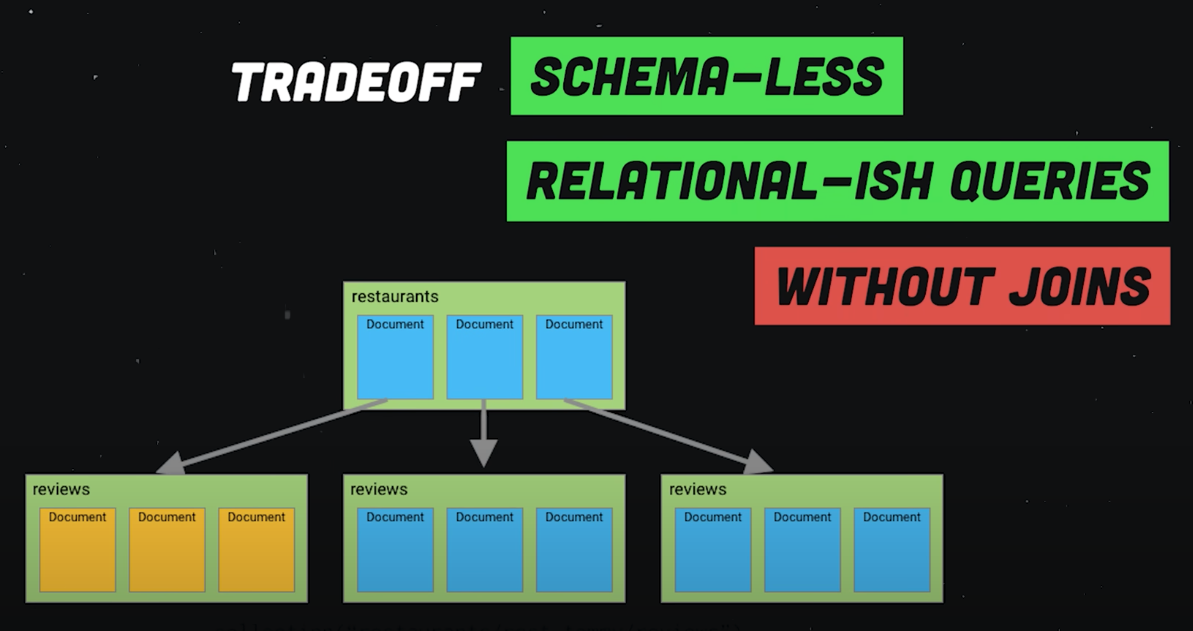 TRADEOFF SCHEMA-LESS
RELATIONAL-ISH QUERIES
WITHOUT JOINS
restaurants
Document Document Document
reviews
Document Document Document
reviews
Document Document Document
reviews
Document Document Document